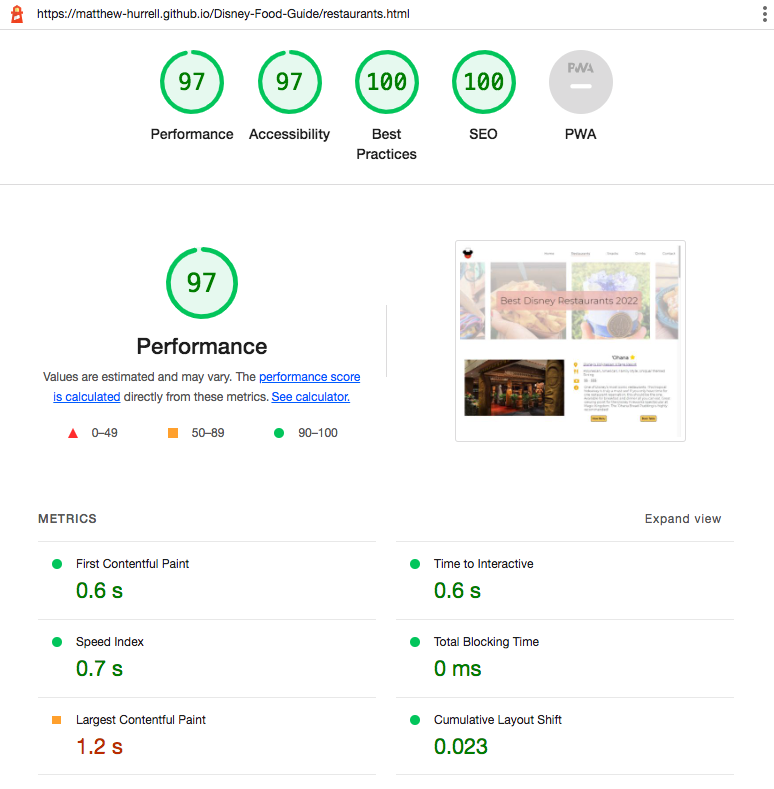 https://matthew-hurrell.github.io/Disney-Food-Guide/restaurants.html
97
97
100
100
PWA
Performance
Accessibility
Best
Practices
SEO
PWA
97
Performance
Values are estimated and may vary. The performance score
is calculated directly from these metrics. See calculator.
0–49
50–89
90–100
Home
Restaurants
Snacks
Drinks
Contact
Best Disney Restaurants 2022
'Ohana
METRICS
Expand view
First Contentful Paint
0.6 s
Time to Interactive
0.6 s
Speed Index
0.7 s
Total Blocking Time
0 ms
Largest Contentful Paint
1.2 s
Cumulative Layout Shift
0.023